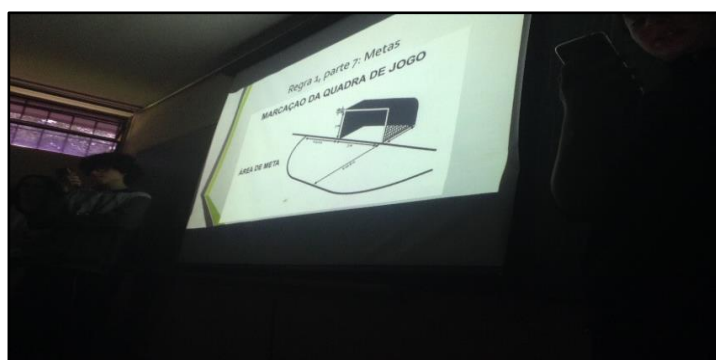 Regra 1, parte 7: Metas
MARCAÇAO DA QUADRA DE JOGO
ÁREA DE META